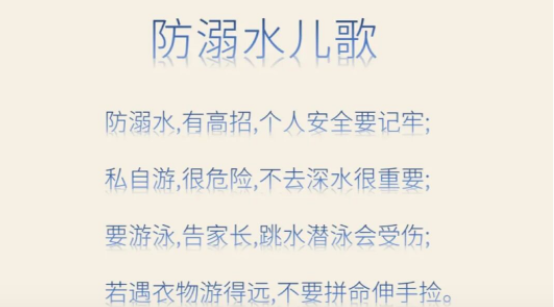 防溺水儿歌
防溺水,有高招,个人安全要记牢;
私自游,很危险,不去深水很重要;
要游泳,告家长,跳水潜泳会受伤;
若遇衣物游得远,不要拼命伸手捡。